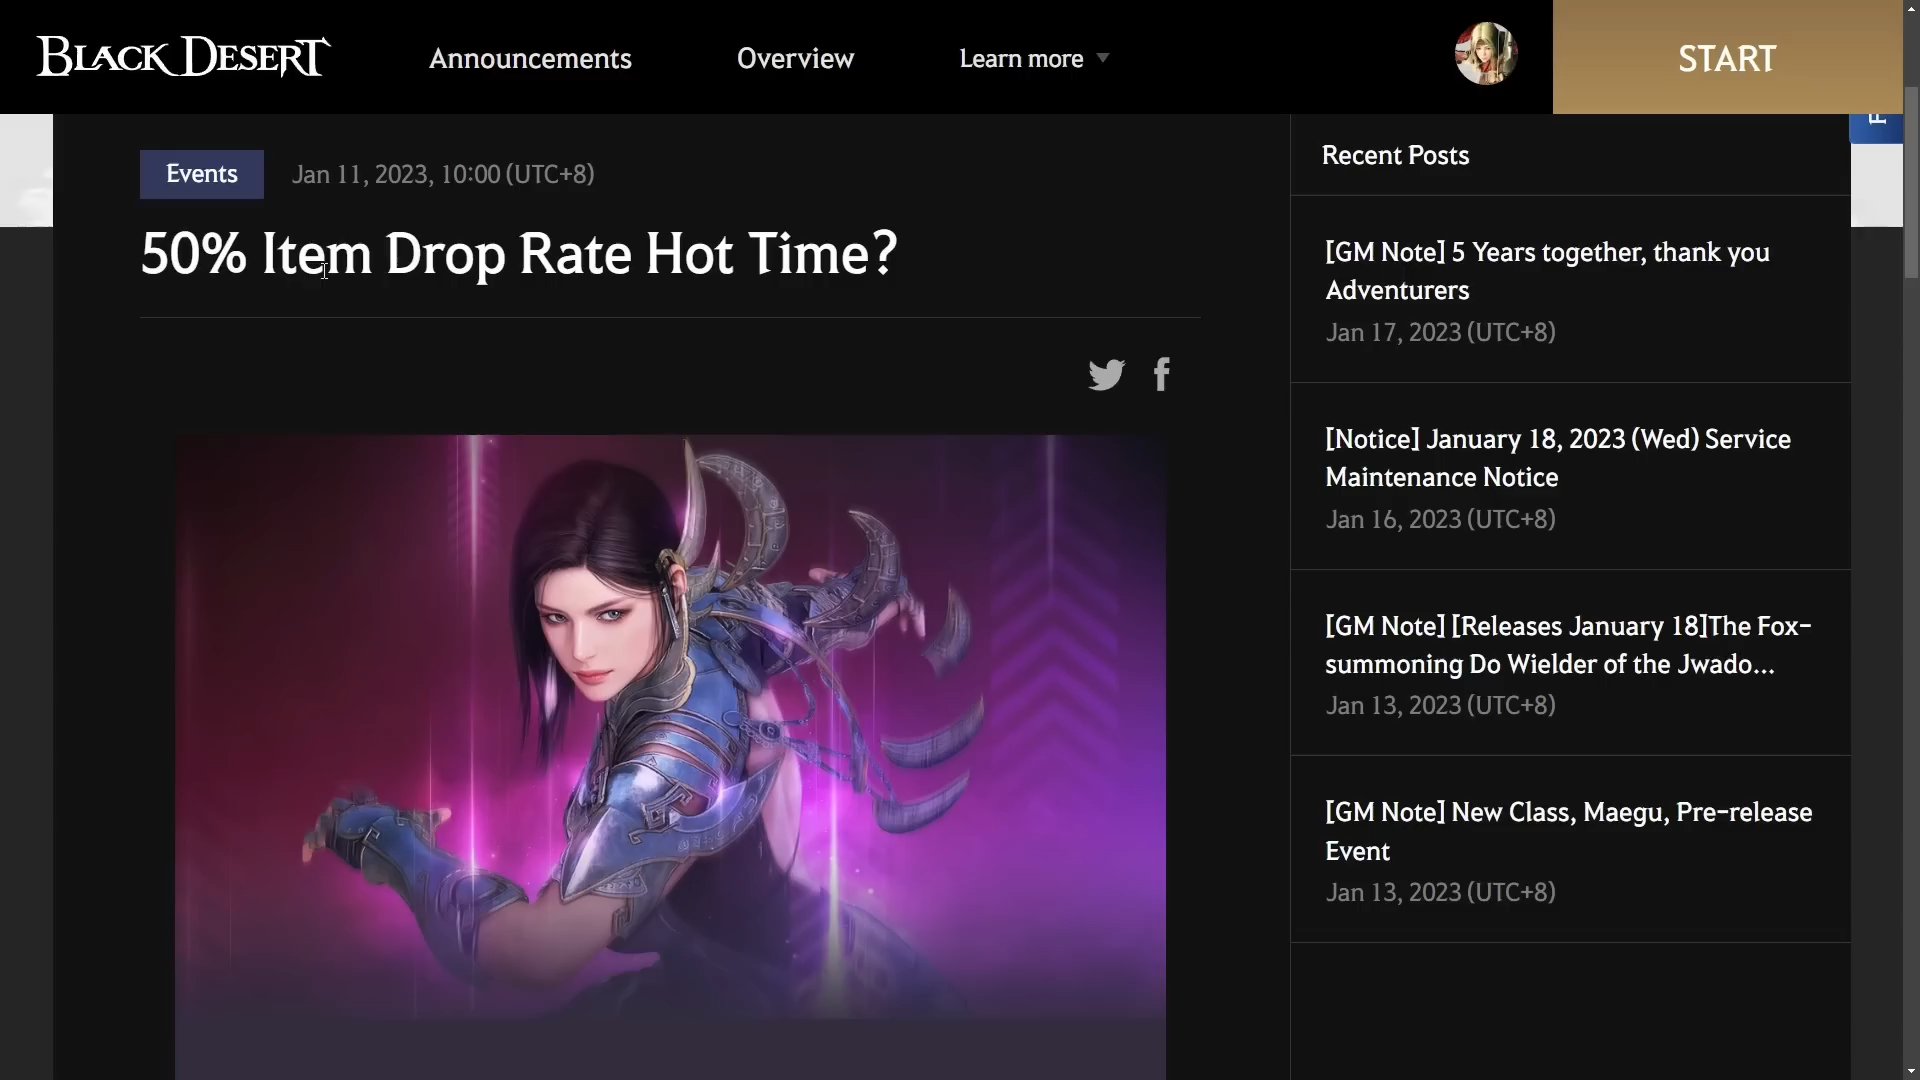 BLACK DESERT
Announcements
Overview
Learn more
START
Events
Jan 11, 2023, 10:00 (UTC+8)
50% Item Drop Rate Hot Time?
Recent Posts
[GM Note] 5 Years together, thank you
Adventurers
Jan 17, 2023 (UTC+8)
[Notice] January 18, 2023 (Wed) Service
Maintenance Notice
Jan 16, 2023 (UTC+8)
[GM Note] [Releases January 18]The Fox-
summoning Do Wielder of the Jwado...
Jan 13, 2023 (UTC+8)
[GM Note] New Class, Maegu, Pre-release
Event
Jan 13, 2023 (UTC+8)